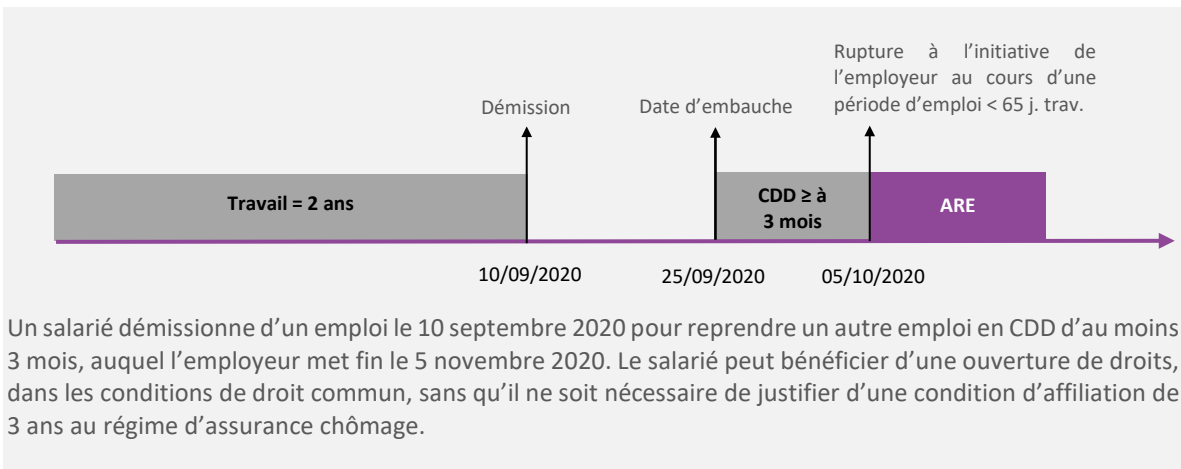 Rupture à l’initiative de
l’employeur au cours d’une
période d’emploi < 65 j. trav.
Démission
Date d’embauche
Travail = 2 ans
CDD ≥ à
3 mois
ARE
10/09/2020
25/09/2020
05/10/2020
Un salarié démissionne d’un emploi le 10 septembre 2020 pour reprendre un autre emploi en CDD d’au moins
3 mois, auquel l’employeur met fin le 5 novembre 2020. Le salarié peut bénéficier d’une ouverture de droits,
dans les conditions de droit commun, sans qu’il ne soit nécessaire de justifier d’une condition d’affiliation de
3 ans au régime d’assurance chômage.